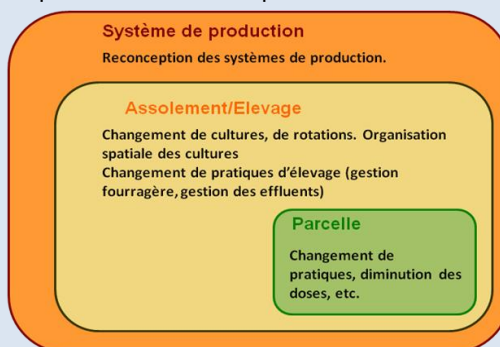 Système de production
Reconception des systèmes de production.
Assolement/Elevage
Changement de cultures, de rotations. Organisation
spatiale des cultures
Changement de pratiques d'élevage (gestion
fourragère, gestion des effluents)
Parcelle
Changement de
pratiques, diminution des
doses, etc.